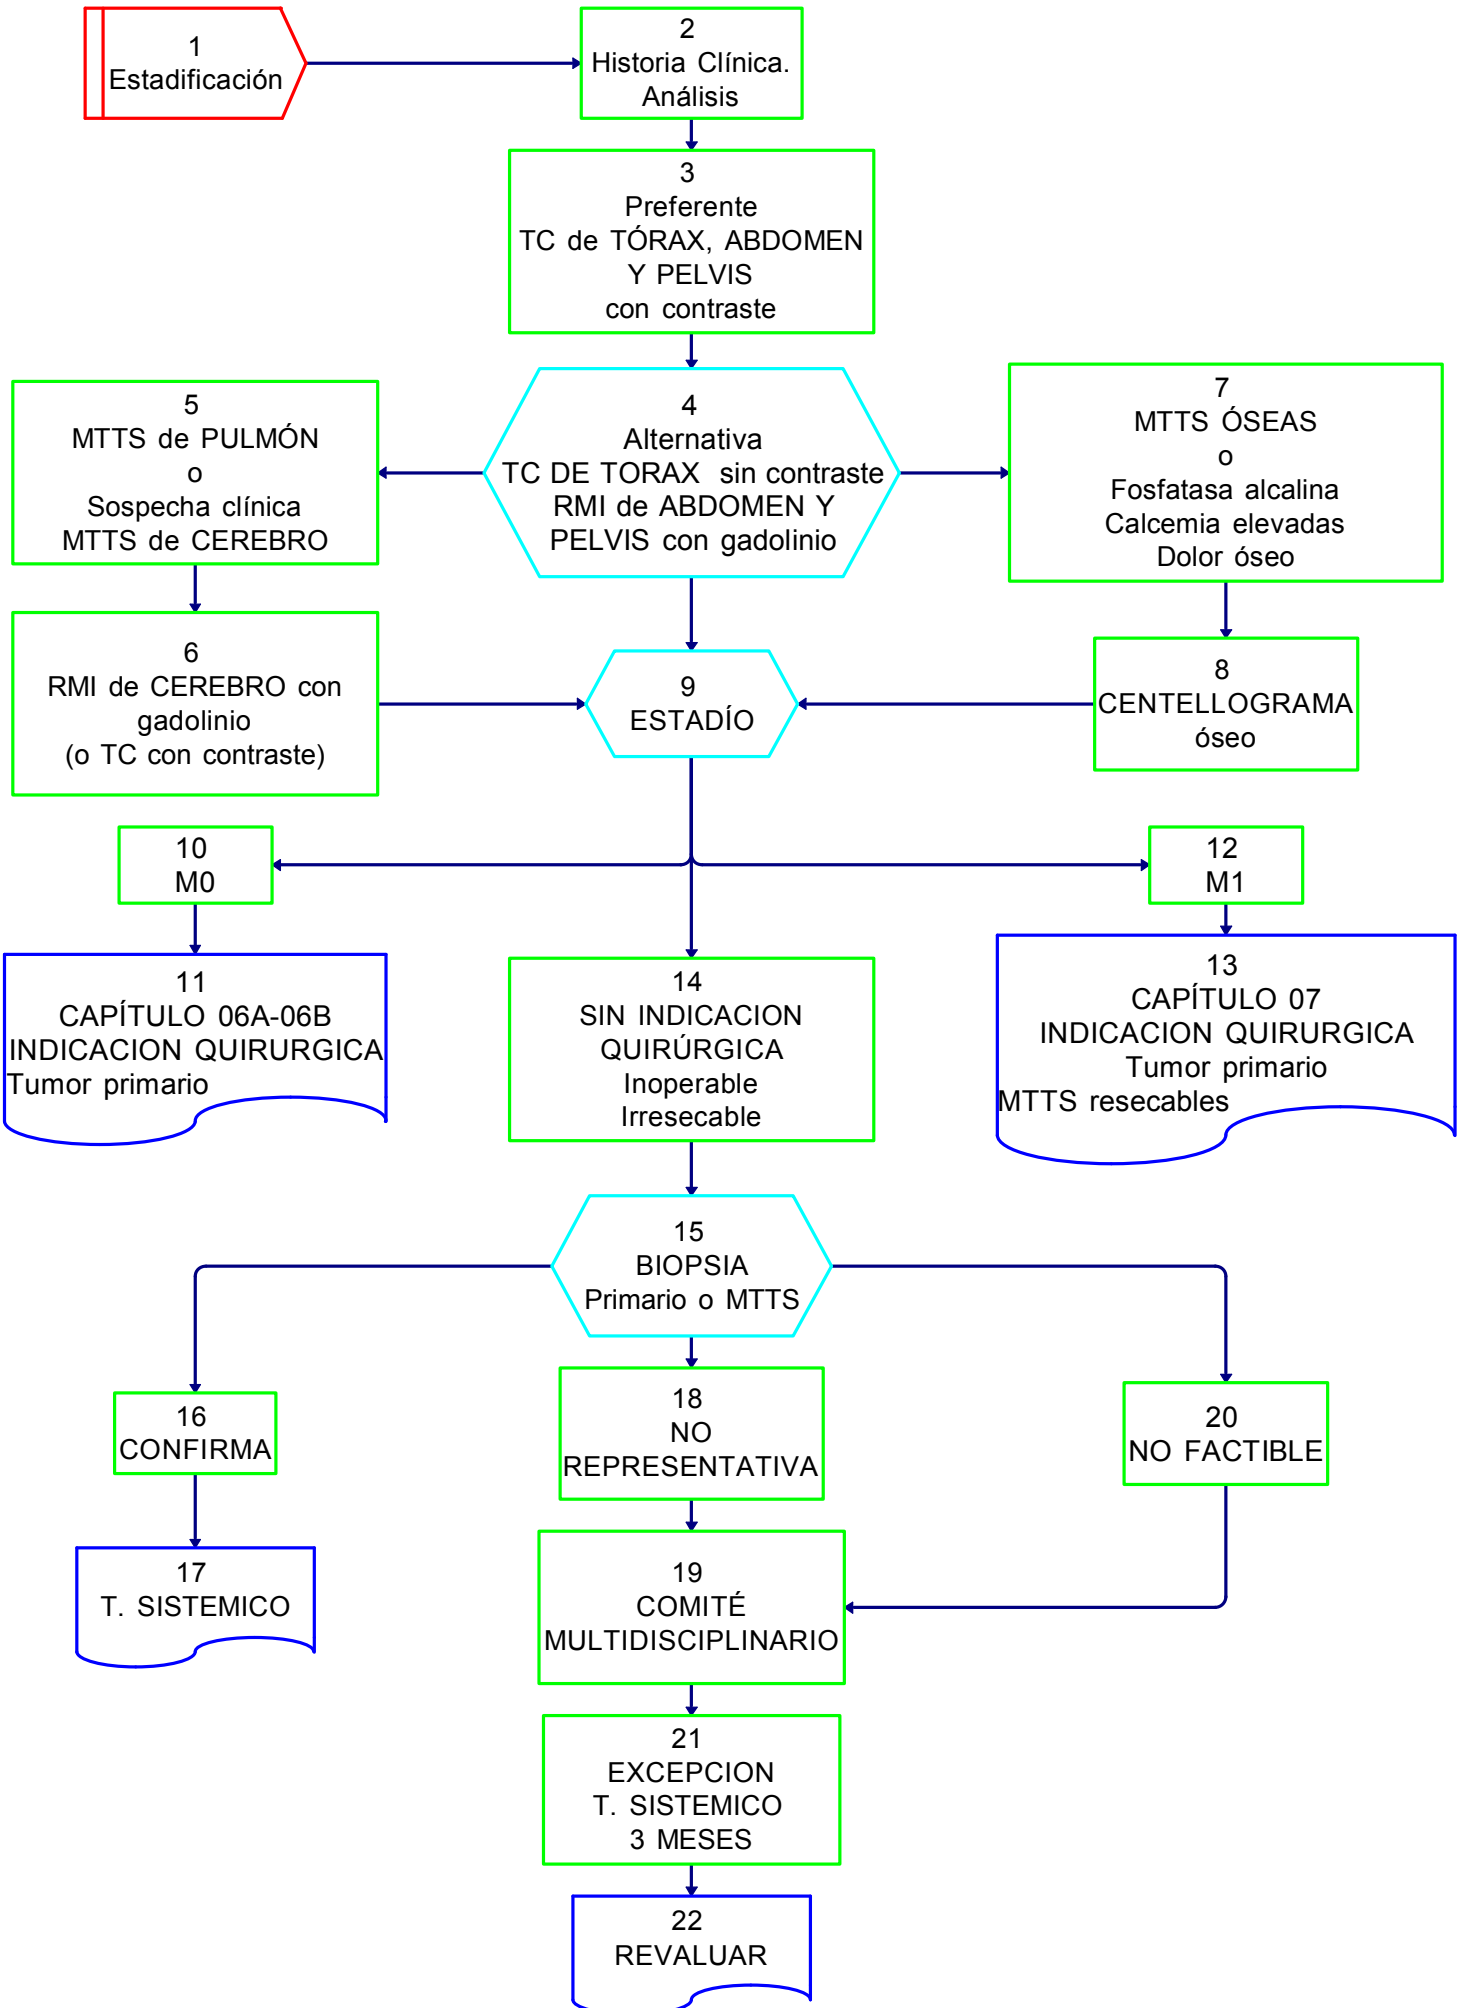 1
Estadificación
2
Historia Clínica.
Análisis
3
Preferente
TC de TÓRAX, ABDOMEN
Y PELVIS
con contraste
4
Alternativa
TC DE TORAX sin contraste
RMI de ABDOMEN Y
PELVIS con gadolinio
5
MTTS de PULMÓN
o
Sospecha clínica
MTTS de CEREBRO
6
RMI de CEREBRO con
gadolinio
(o TC con contraste)
7
MTTS ÓSEAS
o
Fosfatasa alcalina
Calcemia elevadas
Dolor óseo
8
CENTELLOGRAMA
óseo
9
ESTADÍO
10
M0
11
CAPÍTULO 06A-06B
INDICACION QUIRURGICA
Tumor primario
12
M1
13
CAPÍTULO 07
INDICACION QUIRURGICA
Tumor primario
MTTS resecables
14
SIN INDICACION
QUIRÚRGICA
Inoperable
Irresecable
15
BIOPSIA
Primario o MTTS
16
CONFIRMA
17
T. SISTEMICO
18
NO
REPRESENTATIVA
19
COMITÉ
MULTIDISCIPLINARIO
20
NO FACTIBLE
21
EXCEPCION
T. SISTEMICO
3 MESES
22
REVALUAR